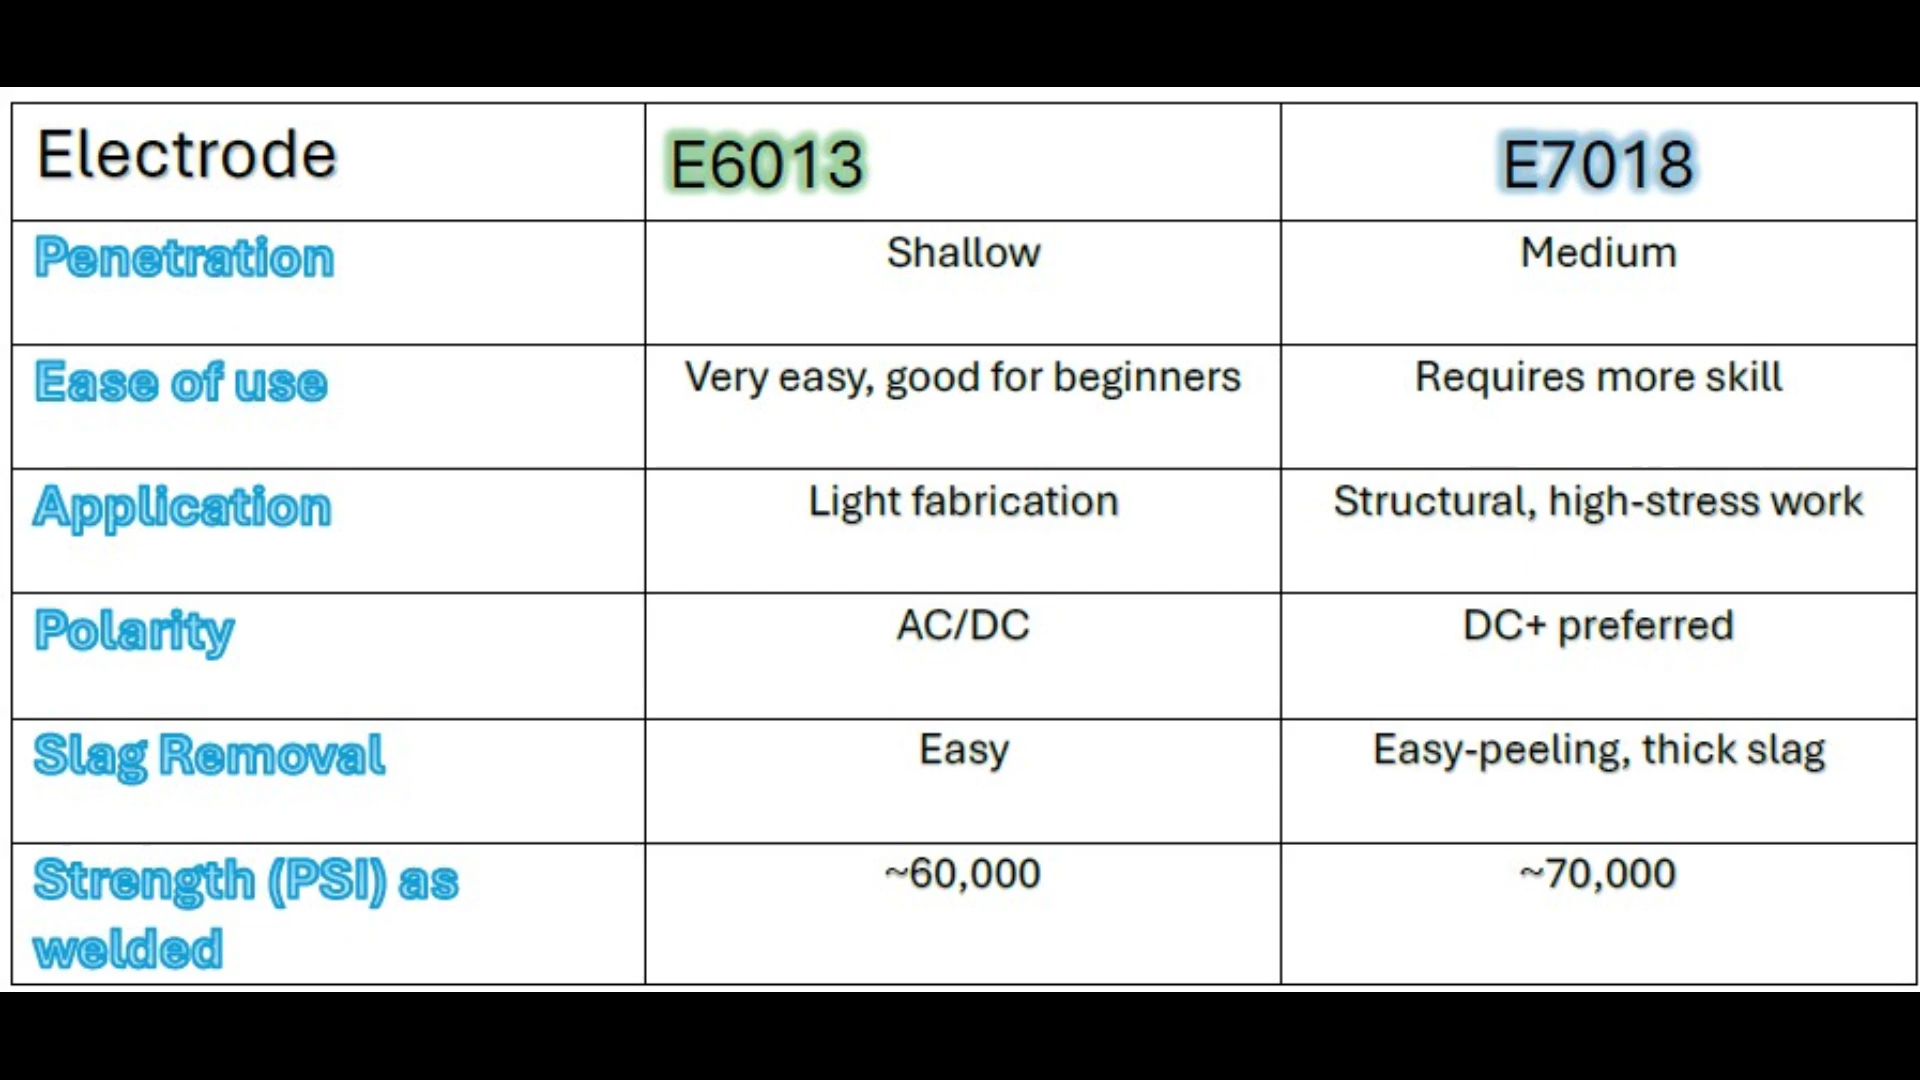 Electrode E6013 E7018
Penetration Shallow Medium
Ease of use Very easy, good for beginners Requires more skill
Application Light fabrication Structural, high-stress work
Polarity AC/DC DC+ preferred
Slag Removal Easy Easy-peeling, thick slag
Strength (PSI) as ~60,000 ~70,000
welded